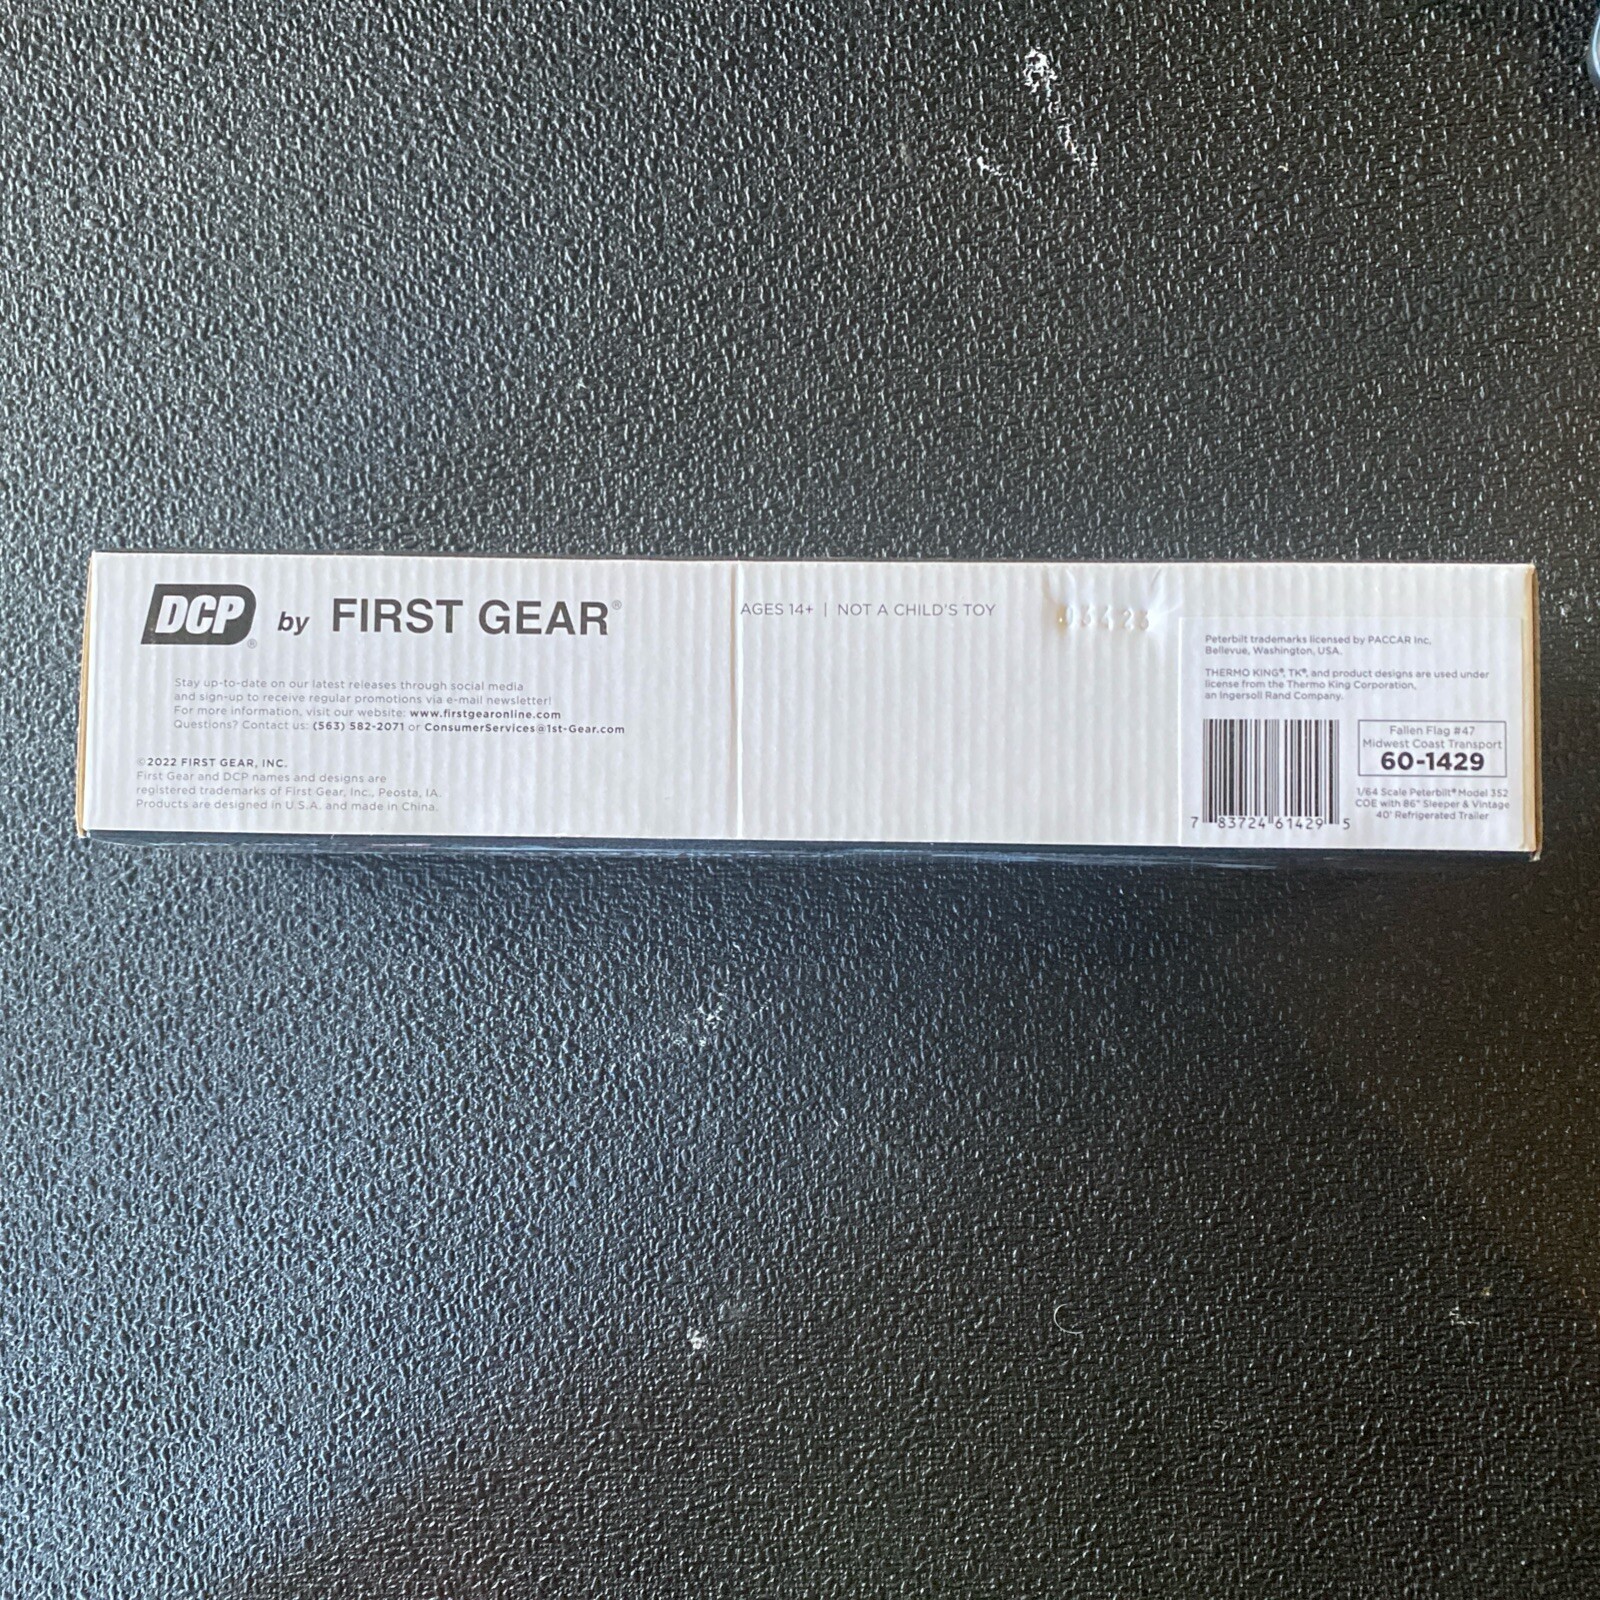 DCP® by FIRST GEAR®
Stay up-to-date on our latest releases through social media
and sign-up to receive regular promotions via e-mail newsletter!
For more information, visit our website: www.firstgearonline.com
Questions? Contact us: (563) 582-2071 or ConsumerServices@1st-Gear.com
©2022 FIRST GEAR, INC.
First Gear and DCP names and designs are
registered trademarks of First Gear, Inc., Peosta, IA.
Products are designed in U.S.A. and made in China.
AGES 14+ | NOT A CHILD'S TOY
Peterbilt trademarks licensed by PACCAR Inc,
Bellevue, Washington, USA.
THERMO KING®, TK®, and product designs are used under
license from the Thermo King Corporation,
an Ingersoll Rand Company.
7 83724 61429 5
Fallen Flag #47
Midwest Coast Transport
60-1429
1/64 Scale Peterbilt® Model 352
COE with 86" Sleeper & Vintage
40' Refrigerated Trailer